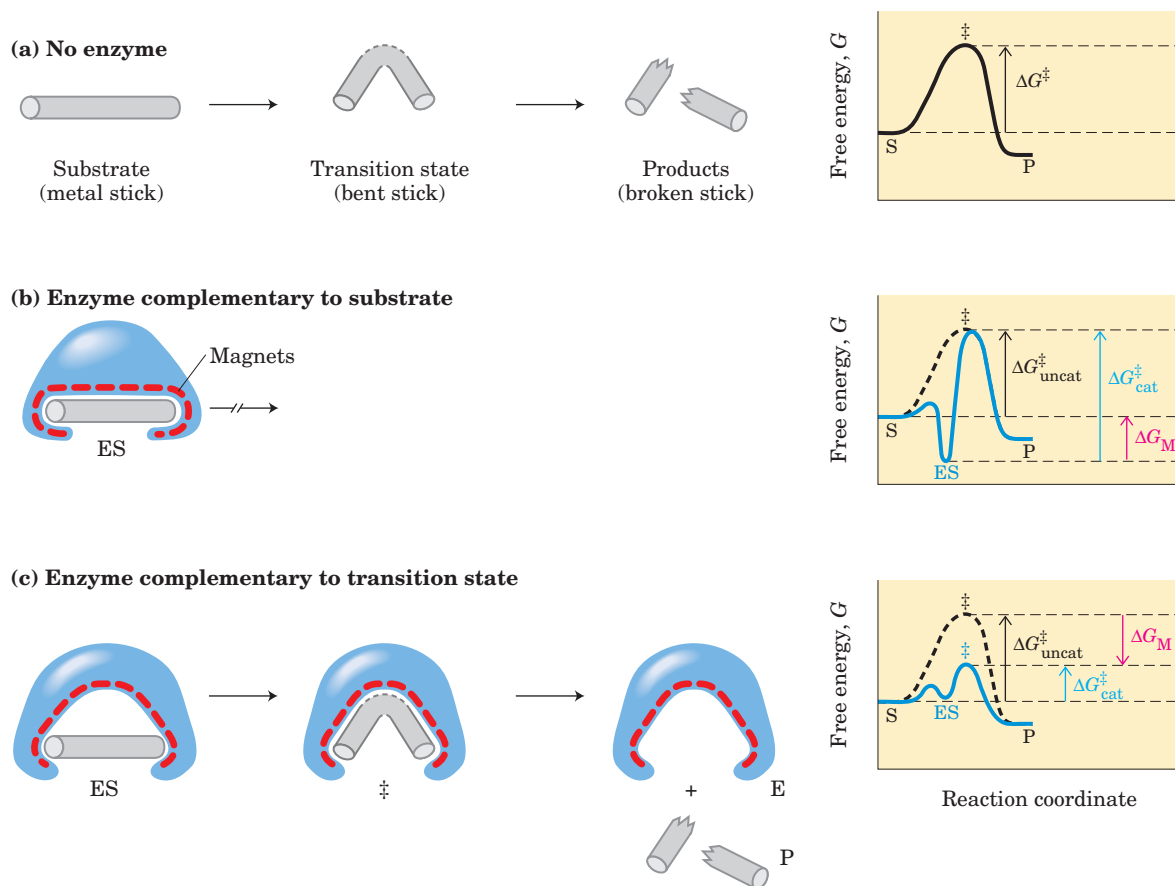 (a) No enzyme
Substrate
(metal stick)
Transition state
(bent stick)
Products
(broken stick)
Free energy, G
‡
ΔG‡
S
P
(b) Enzyme complementary to substrate
Magnets
ES
Free energy, G
‡
ΔG‡uncat
ΔG‡cat
ΔGM
S
ES
P
(c) Enzyme complementary to transition state
ES
‡
+
E
P
Free energy, G
‡
‡
ΔG‡uncat
ΔGM
ΔG‡cat
S
ES
P
Reaction coordinate